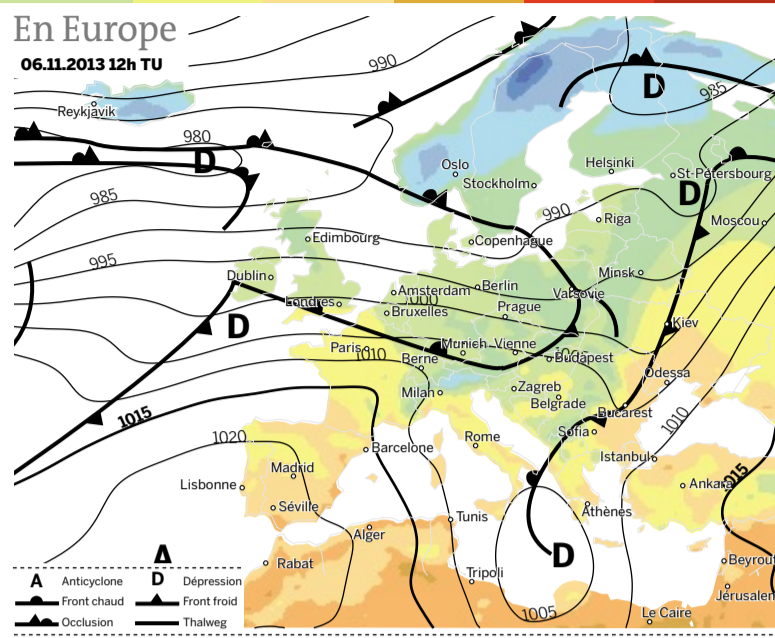 En Europe
06.11.2013 12h TU
990
985
Reykjavik
980
D
D
Oslo
Helsinki
St-Pétersbourg
Stockholm
D
985
990
Riga
Moscou
Edimbourg
Copenhague
995
Minsk
Dublin
Amsterdam
Berlin
Varsovie
Londres
1000
Bruxelles
Prague
Kiev
D
Paris
1010
Munich
Vienne
1005
Budapest
Berne
Odessa
Milan
Zagreb
Belgrade
Bucarest
1015
1010
1020
Rome
Sofia
Barcelone
Istanbul
Madrid
1015
Lisbonne
Ankara
Séville
Athènes
Tunis
Alger
D
Rabat
Beyrout
A
Tripoli
Jérusalem
1005
Le Caire
A Anticyclone D Dépression
Front chaud Front froid
Occlusion Thalweg